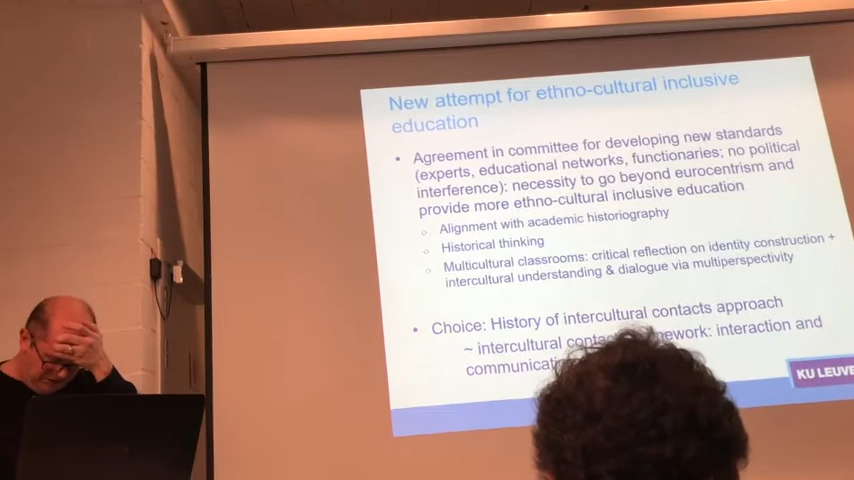 New attempt for ethno-cultural inclusive
education
• Agreement in committee for developing new standards
(experts, educational networks, functionaries; no political
interference): necessity to go beyond eurocentrism and
provide more ethno-cultural inclusive education
○ Alignment with academic historiography
○ Historical thinking
○ Multicultural classrooms: critical reflection on identity construction +
intercultural understanding & dialogue via multiperspectivity
• Choice: History of intercultural contacts approach
~ intercultural : interaction and
KU LEUVE